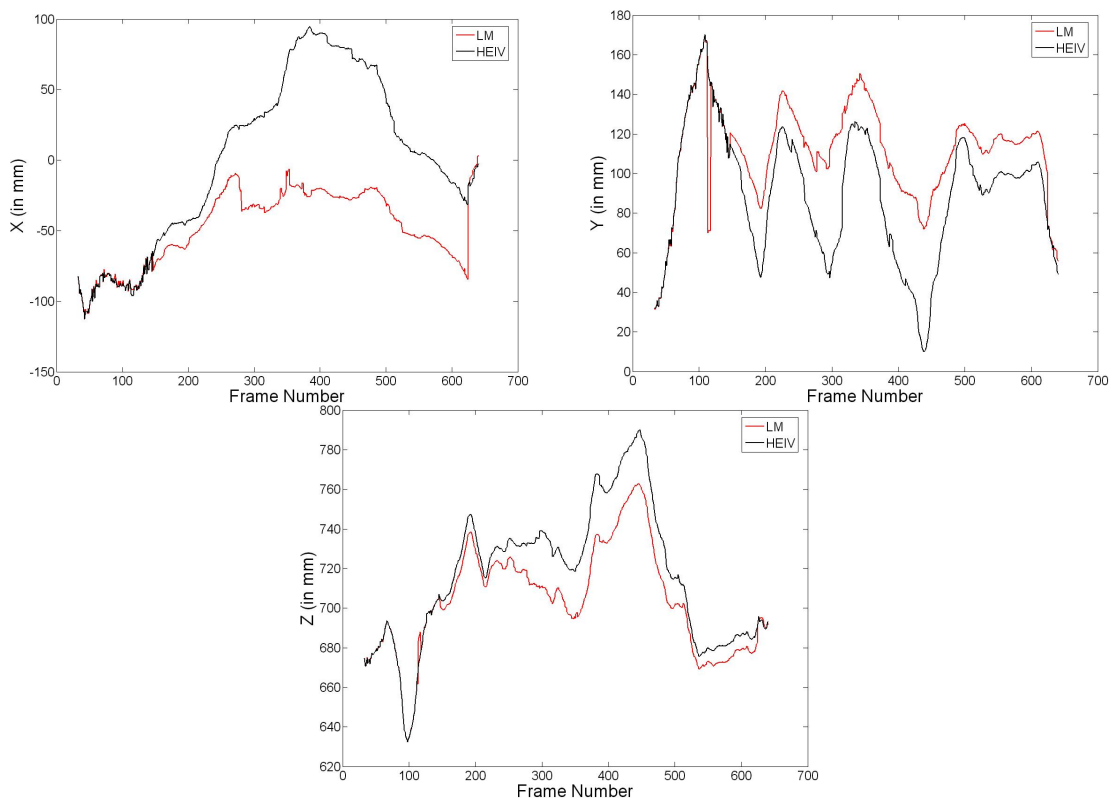 100
50
0
-50
-100
-150
X (in mm)
0 100 200 300 400 500 600 700
Frame Number
LM
HEIV
180
160
140
120
100
80
60
40
20
0
Y (in mm)
0 100 200 300 400 500 600 700
Frame Number
LM
HEIV
800
780
760
740
720
700
680
660
640
620
Z (in mm)
0 100 200 300 400 500 600 700
Frame Number
LM
HEIV